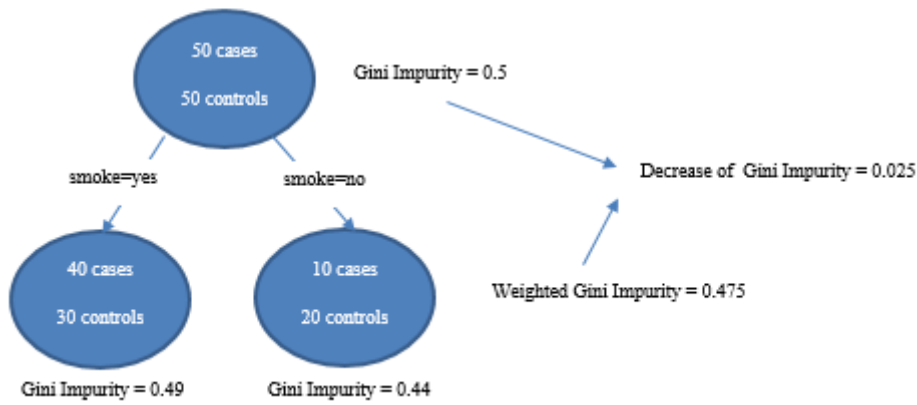 50 cases
50 controls
Gini Impurity = 0.5
smoke=yes
smoke=no
Decrease of Gini Impurity = 0.025
40 cases
30 controls
10 cases
20 controls
Weighted Gini Impurity = 0.475
Gini Impurity = 0.49
Gini Impurity = 0.44